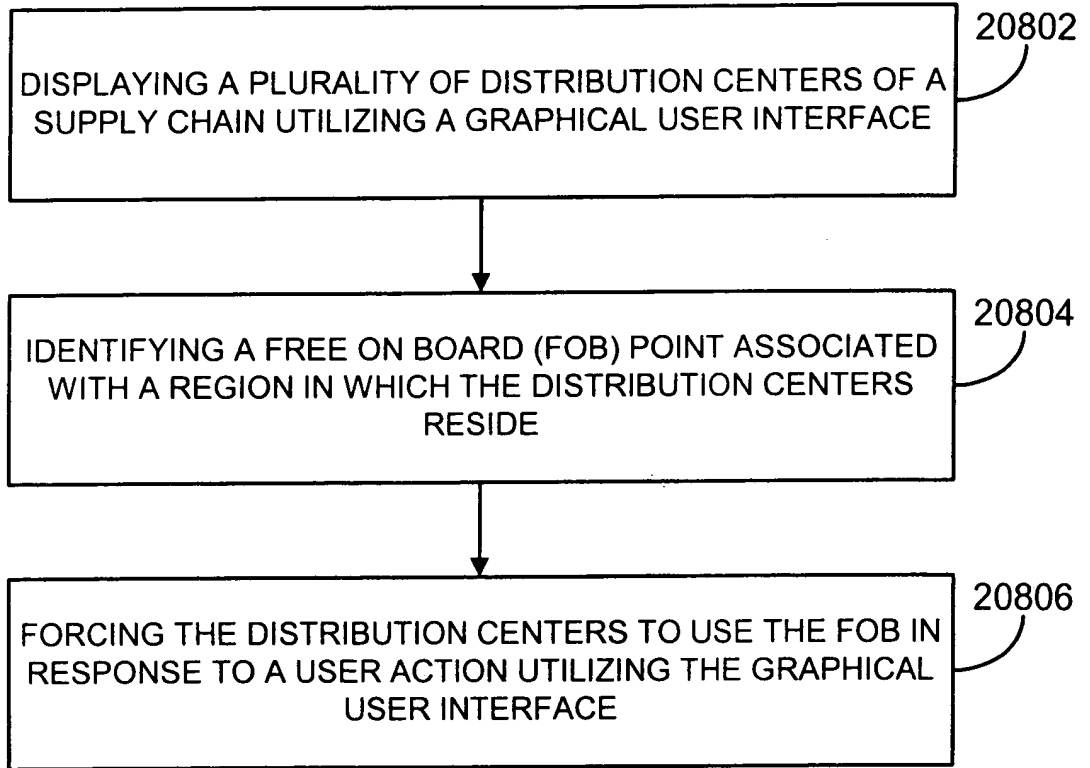 20802
DISPLAYING A PLURALITY OF DISTRIBUTION CENTERS OF A
SUPPLY CHAIN UTILIZING A GRAPHICAL USER INTERFACE
20804
IDENTIFYING A FREE ON BOARD (FOB) POINT ASSOCIATED
WITH A REGION IN WHICH THE DISTRIBUTION CENTERS
RESIDE
20806
FORCING THE DISTRIBUTION CENTERS TO USE THE FOB IN
RESPONSE TO A USER ACTION UTILIZING THE GRAPHICAL
USER INTERFACE